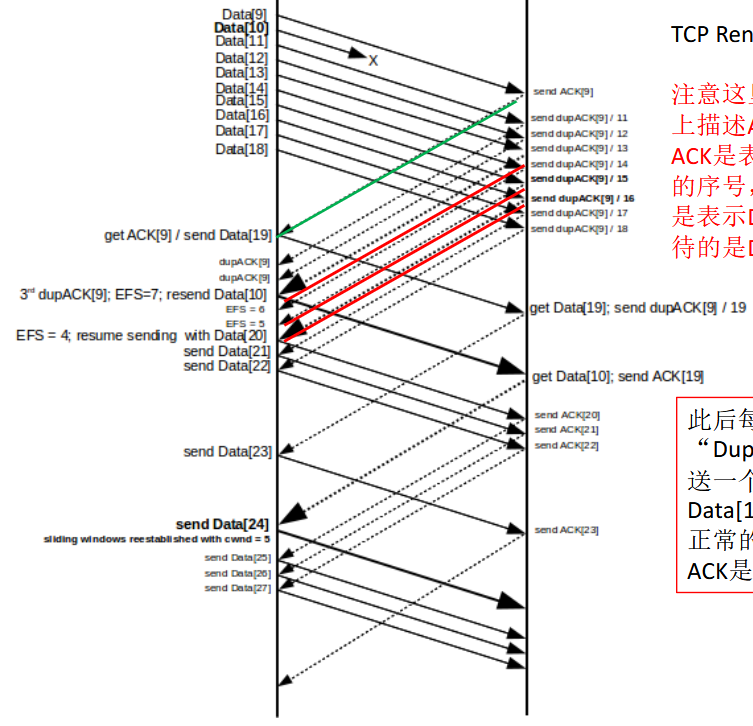 Data[9]
Data[10]
Data[11]
Data[12]
Data[13]
Data[14]
Data[15]
Data[16]
Data[17]
Data[18]
get ACK[9] / send Data[19]
dupACK[9]
dupACK[9]
3rd dupACK[9]; EFS=7; resend Data[10]
EFS = 6
EFS = 5
EFS = 4; resume sending with Data[20]
send Data[21]
send Data[22]
send Data[23]
send Data[24]
sliding windows reestablished with cwnd = 5
send Data[25]
send Data[26]
send Data[27]
X
send ACK[9]
send dupACK[9] / 11
send dupACK[9] / 12
send dupACK[9] / 13
send dupACK[9] / 14
send dupACK[9] / 15
send dupACK[9] / 16
send dupACK[9] / 17
send dupACK[9] / 18
get Data[19]; send dupACK[9] / 19
get Data[10]; send ACK[19]
send ACK[20]
send ACK[21]
send ACK[22]
send ACK[23]
TCP Ren
注意这里
上描述A
ACK是表
的序号，
是表示D
待的是D
此后每
“Dup
送一个
Data[1
正常的
ACK是